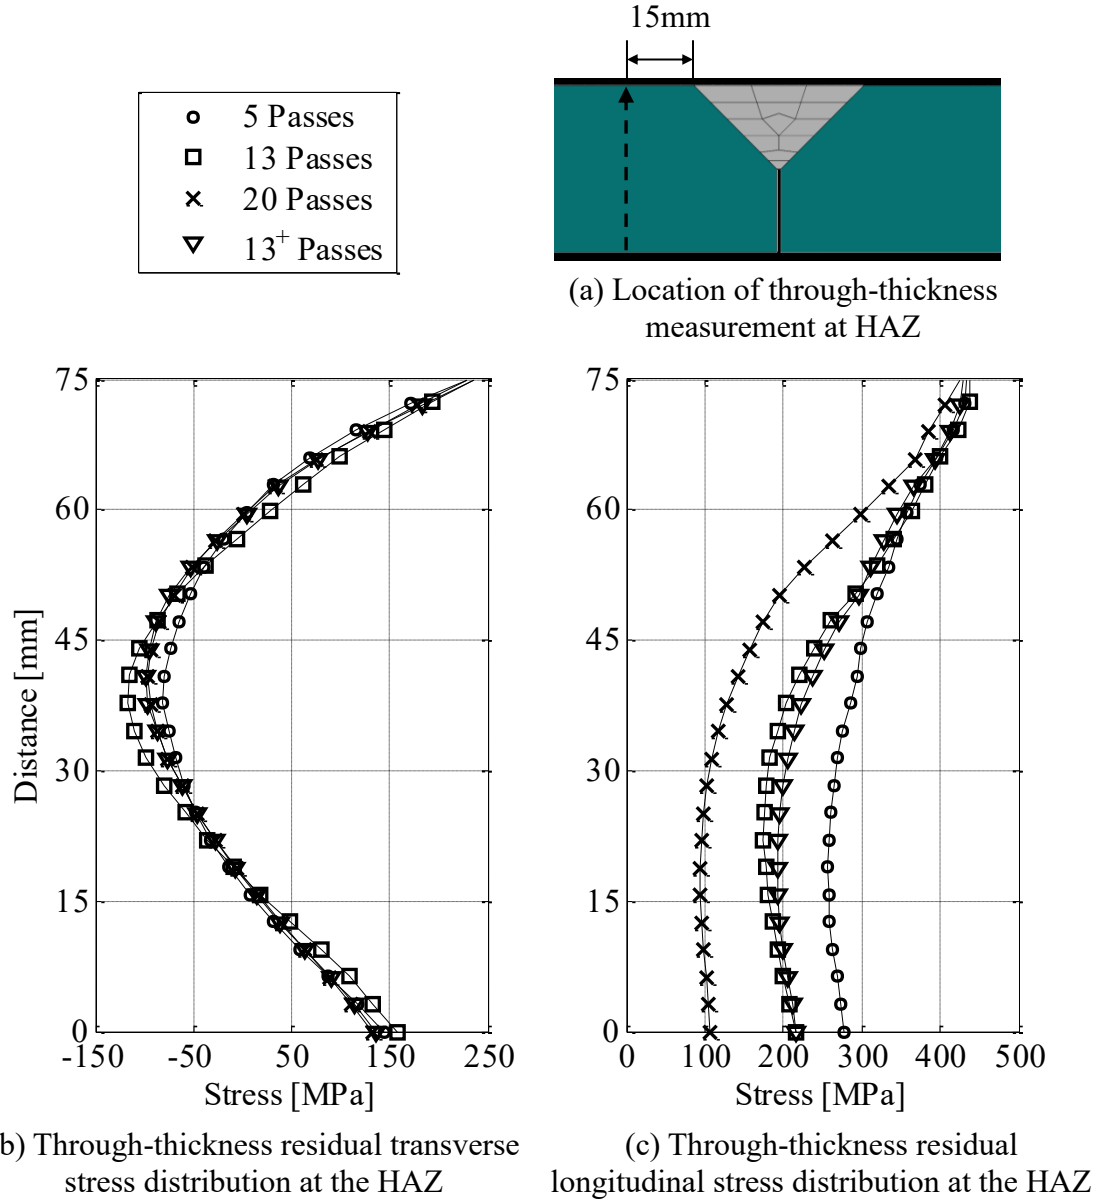 15mm
5 Passes
13 Passes
20 Passes
13+ Passes
(a) Location of through-thickness
measurement at HAZ
75
60
45
30
15
0
Distance [mm]
-150 -50 50 150 250
Stress [MPa]
75
60
45
30
15
0
0 100 200 300 400 500
Stress [MPa]
b) Through-thickness residual transverse
stress distribution at the HAZ
(c) Through-thickness residual
longitudinal stress distribution at the HAZ